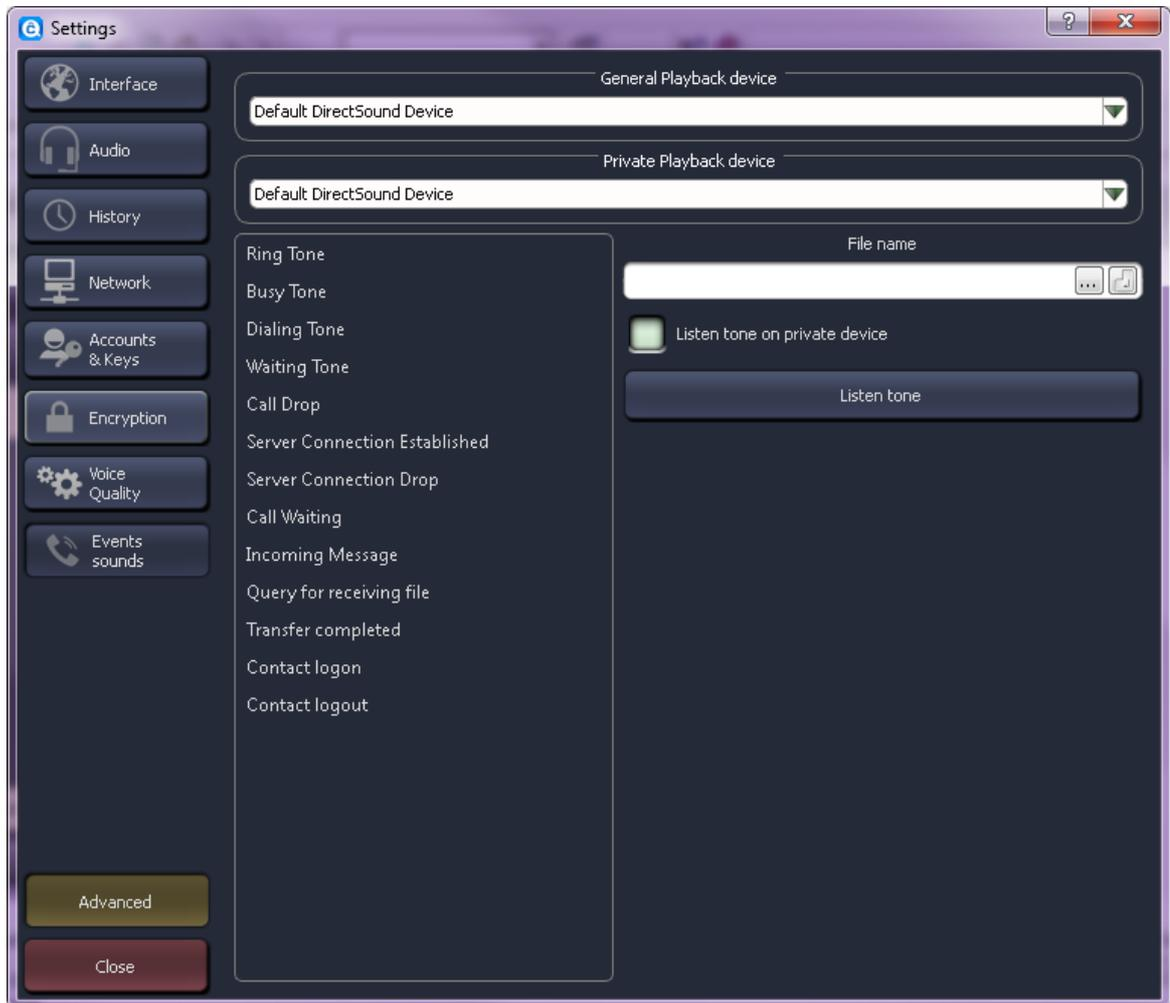 Settings
?
X
Interface
Audio
History
Network
Accounts
& Keys
Encryption
Voice
Quality
Events
sounds
Advanced
Close
General Playback device
Default DirectSound Device
Private Playback device
Default DirectSound Device
Ring Tone
Busy Tone
Dialing Tone
Waiting Tone
Call Drop
Server Connection Established
Server Connection Drop
Call Waiting
Incoming Message
Query for receiving file
Transfer completed
Contact logon
Contact logout
File name
...
Listen tone on private device
Listen tone